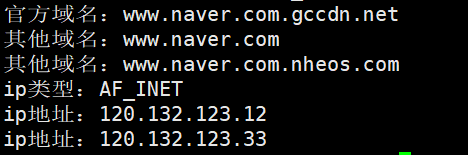 官方域名：www.naver.com.gccdn.net
其他域名：www.naver.com
其他域名：www.naver.com.nheos.com
ip类型：AF_INET
ip地址：120.132.123.12
ip地址：120.132.123.33